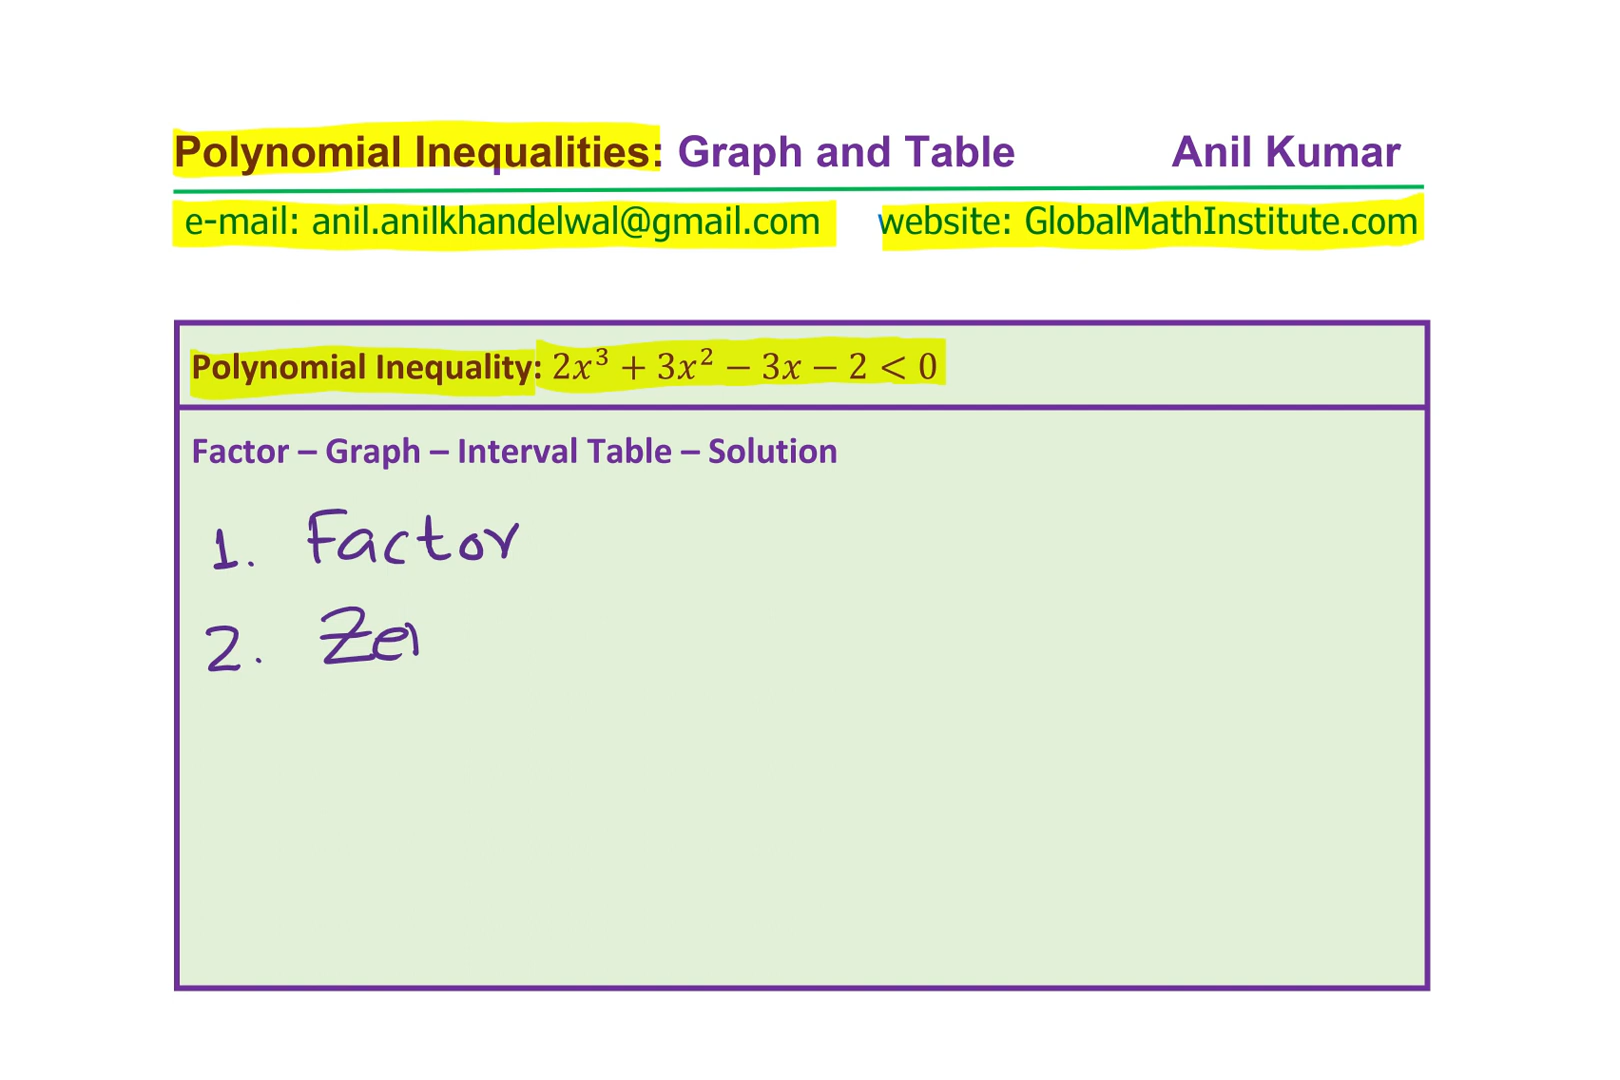 Polynomial Inequalities: Graph and Table Anil Kumar
e-mail: anil.anilkhandelwal@gmail.com website: GlobalMathInstitute.com
Polynomial Inequality: 2x³ + 3x² − 3x − 2 < 0
Factor – Graph – Interval Table – Solution
1. Factor
2. Zer